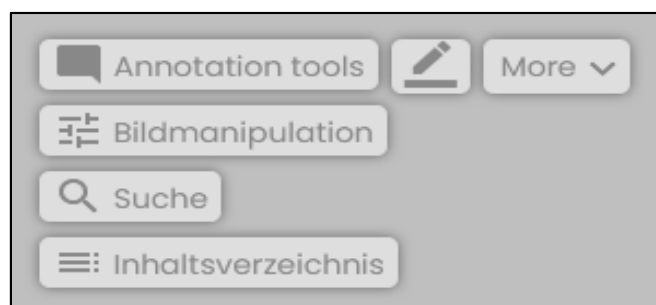 Annotation tools More
Bildmanipulation
Suche
Inhaltsverzeichnis